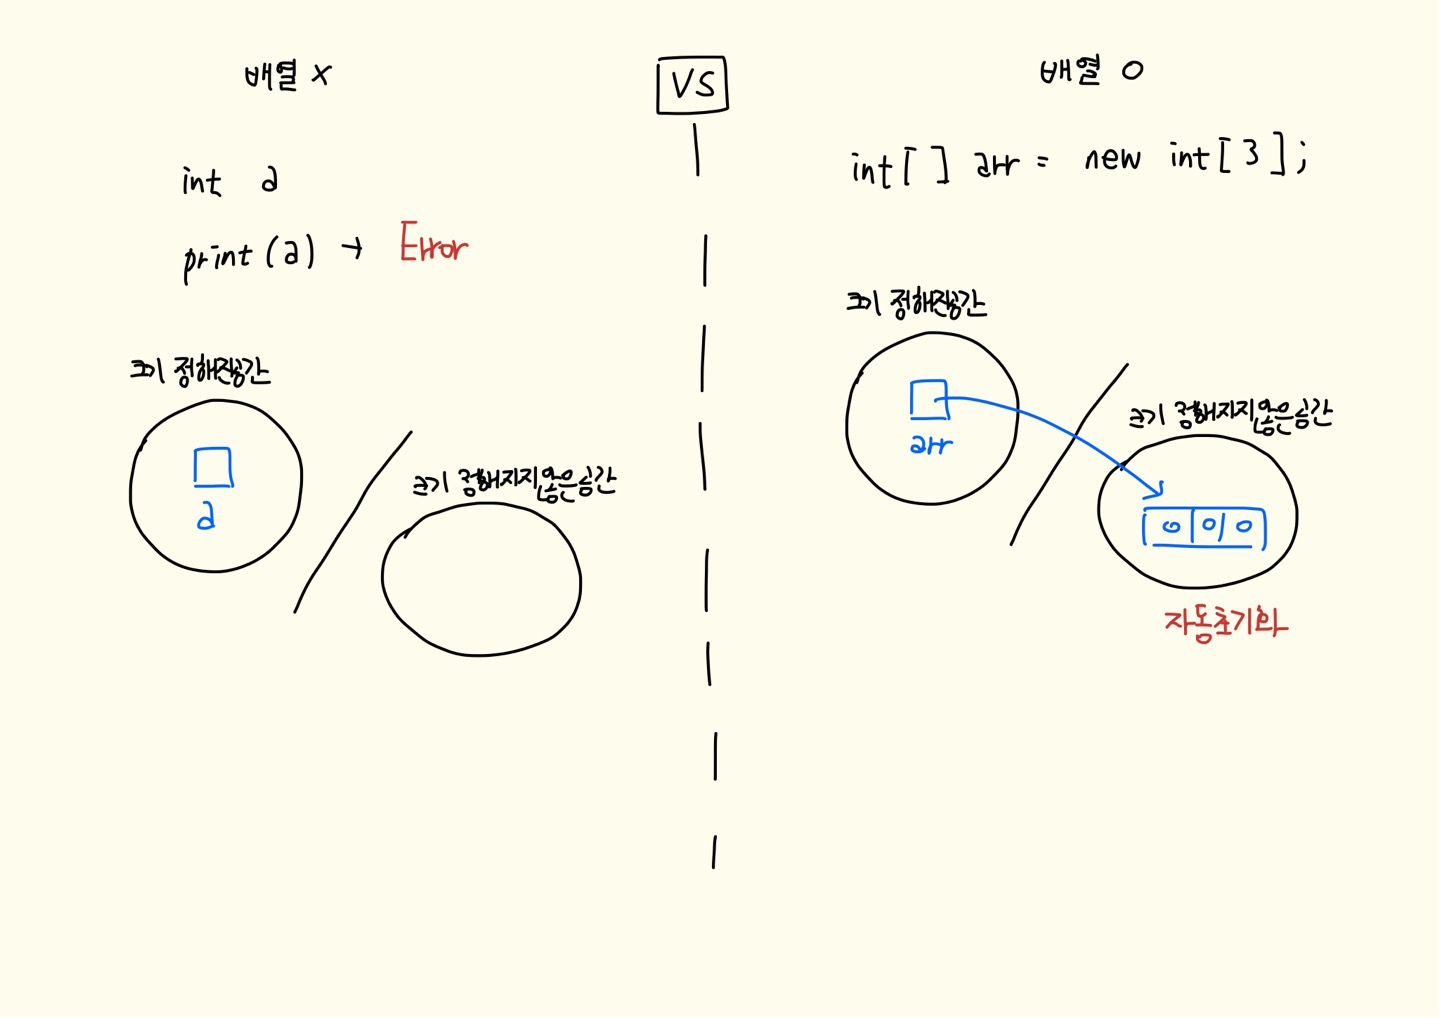 배열 x
int a
print(a) → Error
크기 정해진공간
a
크기 정해지지않은공간
VS
배열 o
int[ ] arr = new int[3];
크기 정해진공간
arr
크기 정해지지않은공간
0 0 0
자동초기화